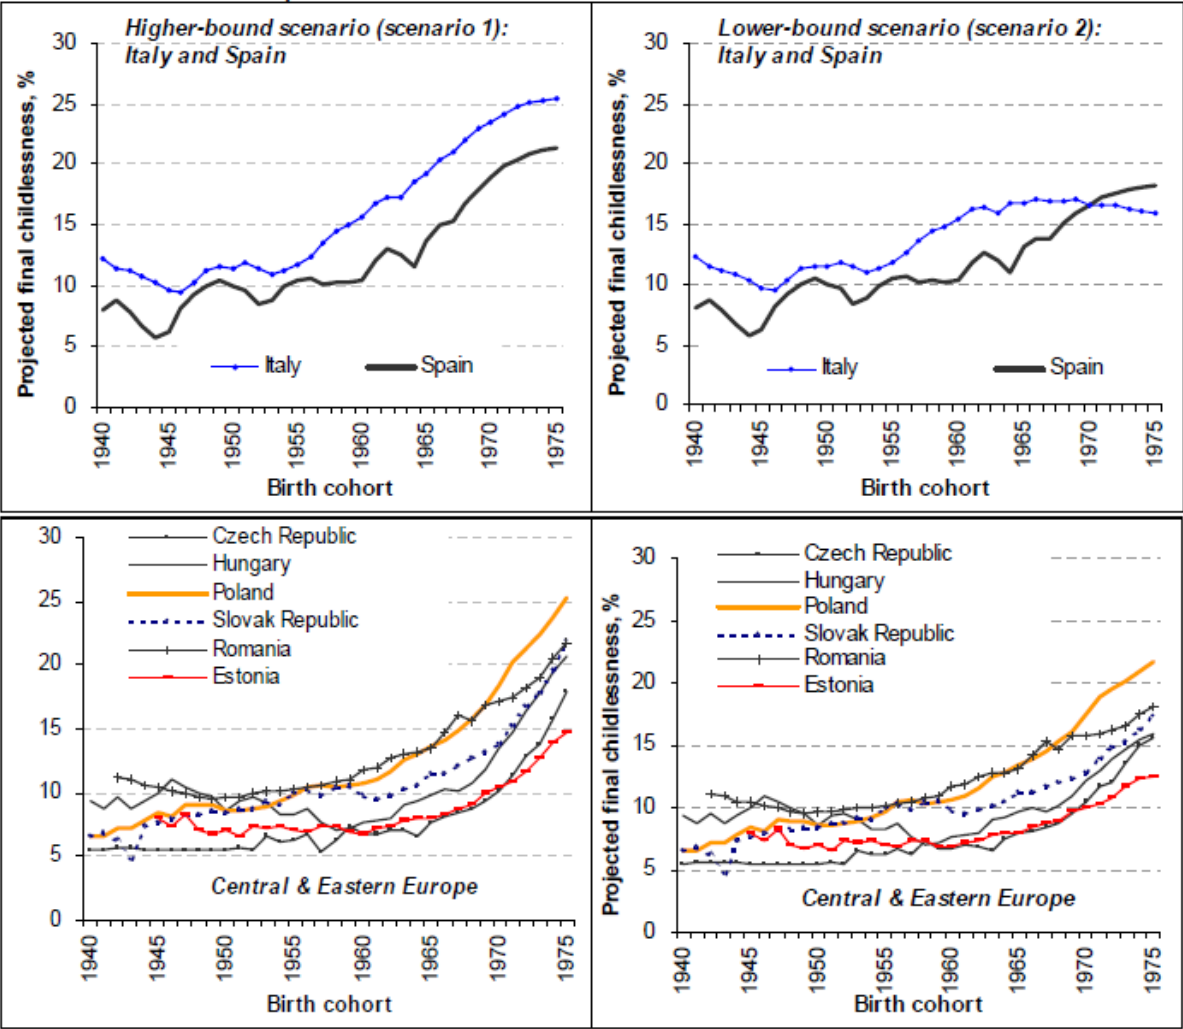 Higher-bound scenario (scenario 1):
Italy and Spain
Projected final childlessness, %
30
25
20
15
10
5
0
Italy
Spain
1940
1945
1950
1955
1960
1965
1970
1975
Birth cohort
Lower-bound scenario (scenario 2):
Italy and Spain
Projected final childlessness, %
30
25
20
15
10
5
0
Italy
Spain
1940
1945
1950
1955
1960
1965
1970
1975
Birth cohort
30
25
20
15
10
5
0
Czech Republic
Hungary
Poland
Slovak Republic
Romania
Estonia
Central & Eastern Europe
1940
1945
1950
1955
1960
1965
1970
1975
Birth cohort
Projected final childlessness, %
30
25
20
15
10
5
0
Czech Republic
Hungary
Poland
Slovak Republic
Romania
Estonia
Central & Eastern Europe
1940
1945
1950
1955
1960
1965
1970
1975
Birth cohort